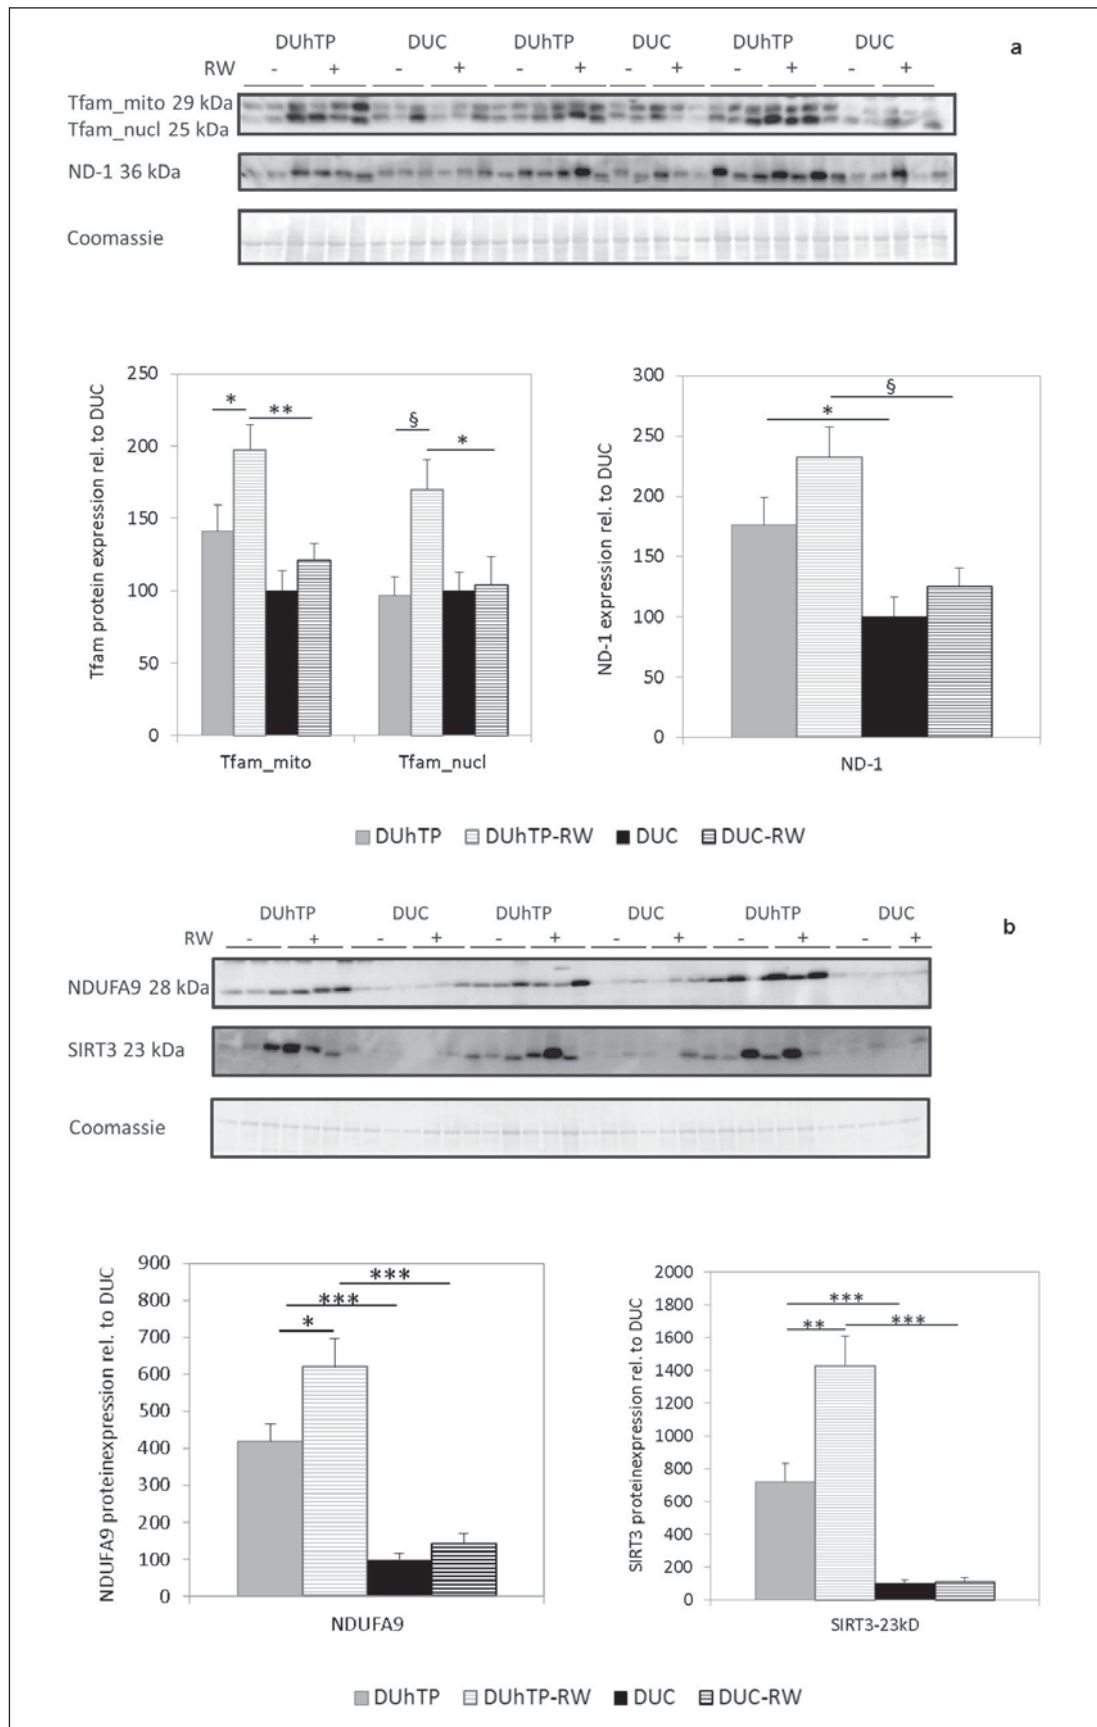 DUhTP DUC DUhTP DUC DUhTP DUC a
RW - + - + - + - + - + - +
Tfam_mito 29 kDa
Tfam_nucl 25 kDa
ND-1 36 kDa
Coomassie
Tfam protein expression rel. to DUC
250
200
150
100
50
0
* ** § *
Tfam_mito Tfam_nucl
ND-1 expression rel. to DUC
300
250
200
150
100
50
0
* §
ND-1
DUhTP DUhTP-RW DUC DUC-RW
DUhTP DUC DUhTP DUC DUhTP DUC b
RW - + - + - + - + - + - +
NDUFA9 28 kDa
SIRT3 23 kDa
Coomassie
NDUFA9 proteinexpression rel. to DUC
900
800
700
600
500
400
300
200
100
0
***
***
*
NDUFA9
SIRT3 proteinexpression rel. to DUC
2000
1800
1600
1400
1200
1000
800
600
400
200
0
***
** ***
SIRT3-23kD
DUhTP DUhTP-RW DUC DUC-RW